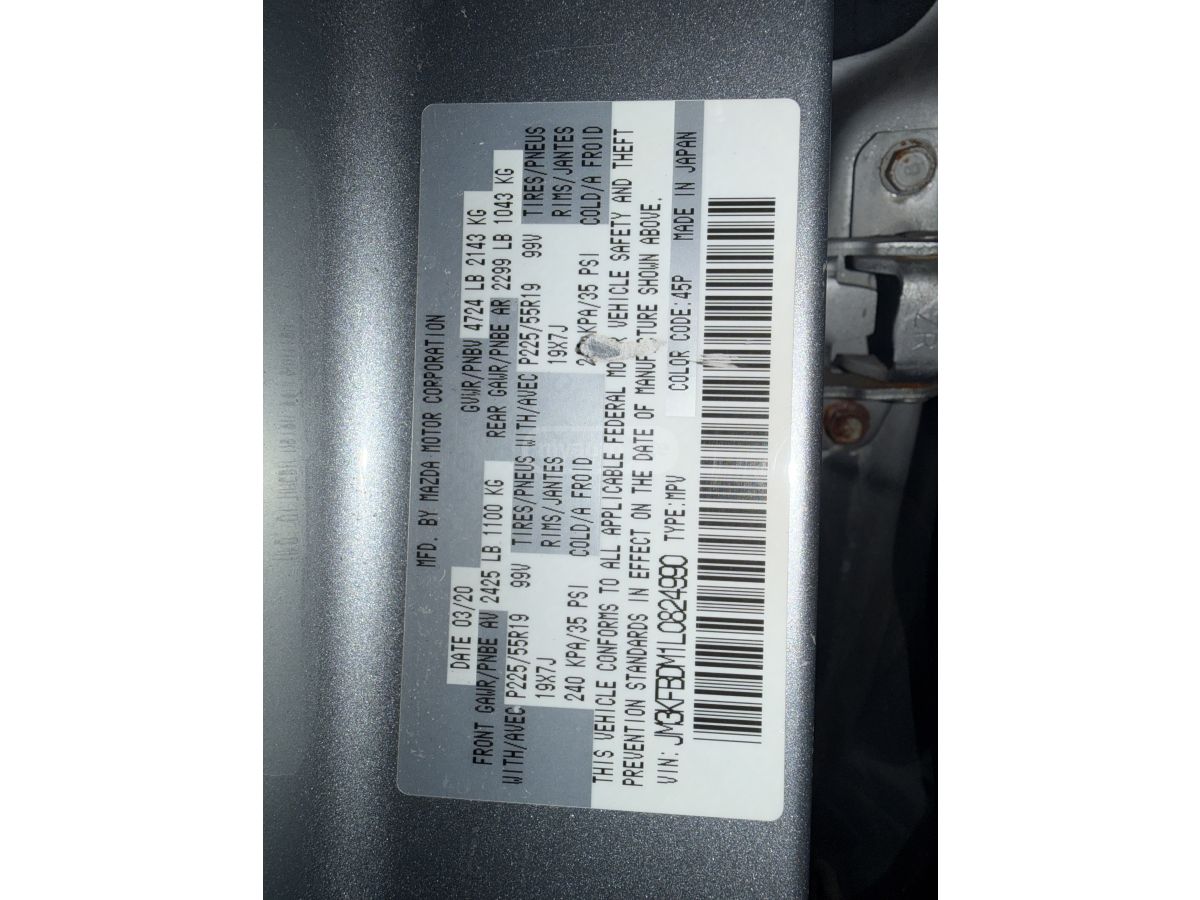 MFD. BY MAZDA MOTOR CORPORATION
DATE 03/20 GVWR/PNBV 4724 LB 2143 KG
FRONT GAWR/PNBE AV 2425 LB 1100 KG REAR GAWR/PNBE AR 2299 LB 1043 KG
WITH/AVEC P225/55R19 99V TIRES/PNEUS WITH/AVEC P225/55R19 99V TIRES/PNEUS
19X7J RIMS/JANTES 19X7J RIMS/JANTES
240 KPA/35 PSI COLD/A FROID KPA/35 PSI COLD/A FROID
THIS VEHICLE CONFORMS TO ALL APPLICABLE FEDERAL VEHICLE SAFETY AND THEFT
PREVENTION STANDARDS IN EFFECT ON THE DATE OF MANUFACTURE SHOWN ABOVE.
VIN: JM3KFBDM1L0824990 TYPE:MPV COLOR CODE:45P MADE IN JAPAN